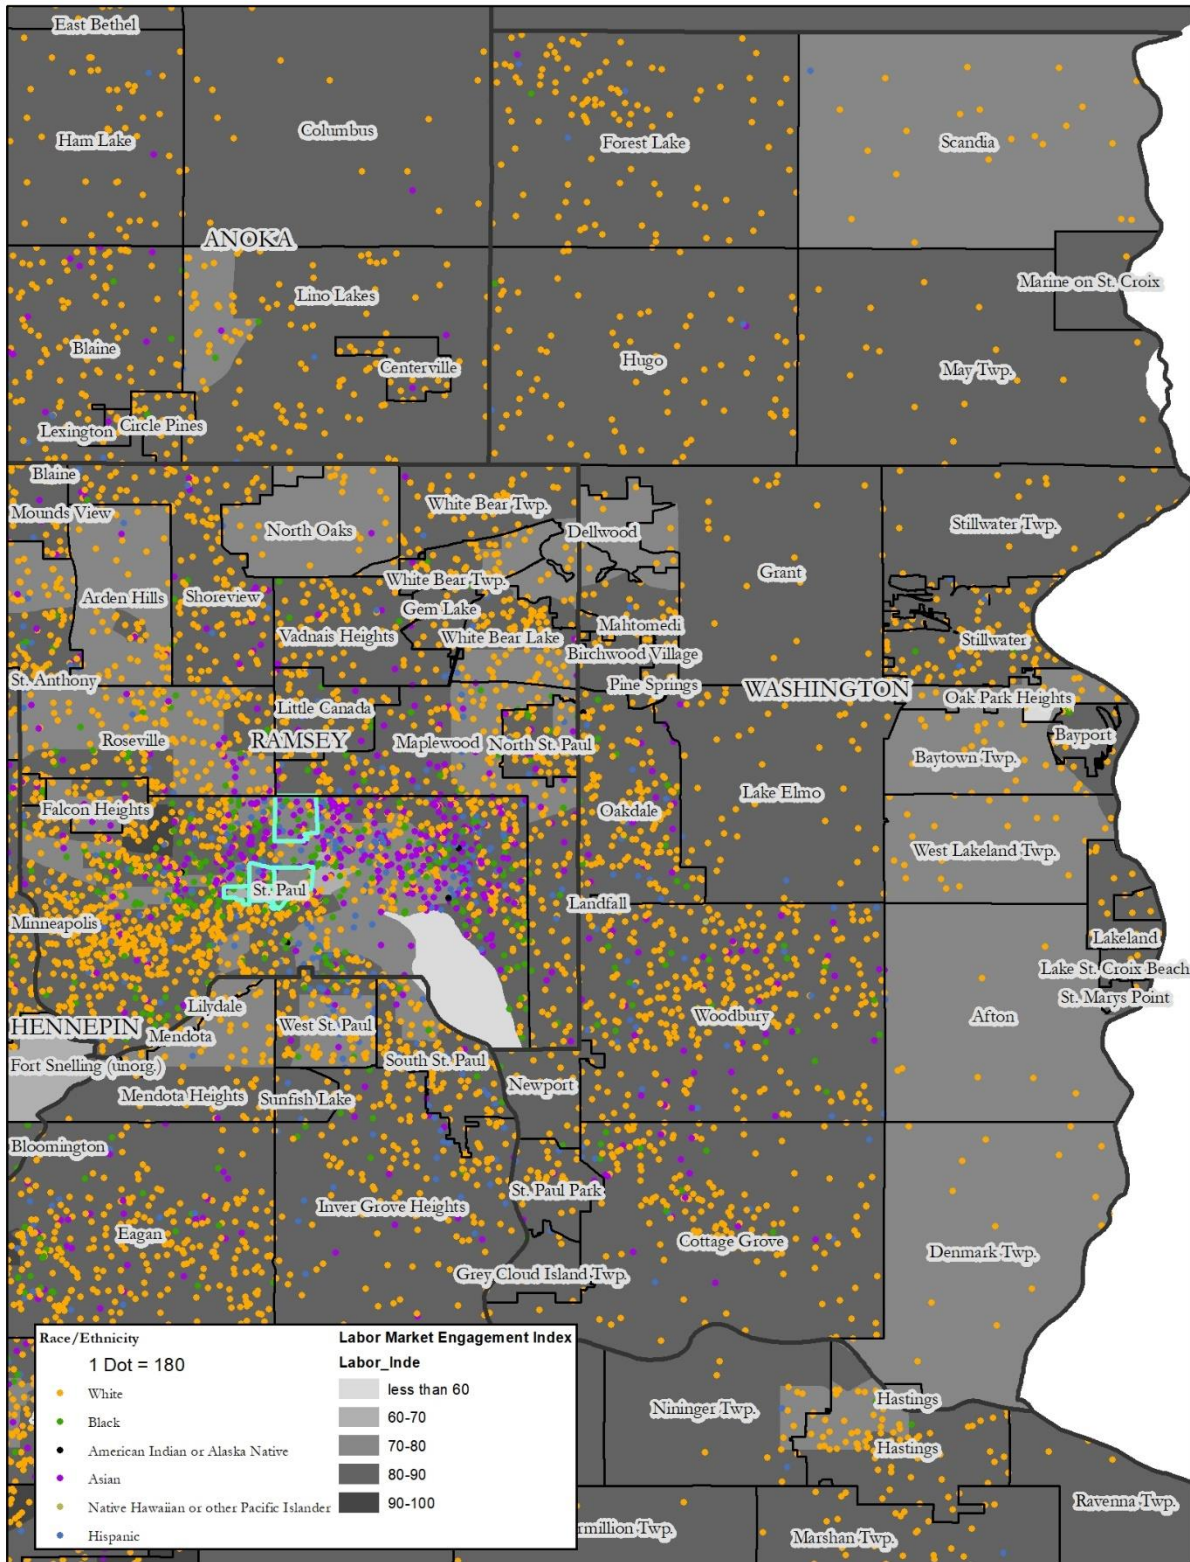 East Bethel
Ham Lake
Columbus
Forest Lake
Scandia
ANOKA
Lino Lakes
Marine on St. Croix
Blaine
Centerville
Hugo
May Twp.
Lexington
Circle Pines
Blaine
Mounds View
North Oaks
White Bear Twp.
Dellwood
Stillwater Twp.
Arden Hills
Shoreview
White Bear Twp.
Grant
Gem Lake
Vadnais Heights
White Bear Lake
Mahtomedi
Stillwater
Birchwood Village
St. Anthony
Pine Springs
WASHINGTON
Oak Park Heights
Little Canada
Roseville
RAMSEY
Maplewood
North St. Paul
Bayport
Baytown Twp.
Falcon Heights
Oakdale
Lake Elmo
West Lakeland Twp.
St. Paul
Landfall
Minneapolis
Lakeland
Lake St. Croix Beach
St. Marys Point
Lilydale
HENNEPIN
Mendota
West St. Paul
Woodbury
Afton
Fort Snelling (unorg.)
South St. Paul
Newport
Mendota Heights
Sunfish Lake
Bloomington
St. Paul Park
Inver Grove Heights
Eagan
Cottage Grove
Denmark Twp.
Grey Cloud Island Twp.
Nininger Twp.
Hastings
Hastings
Ravenna Twp.
rmillion Twp.
Marshan Twp.
Race/Ethnicity
1 Dot = 180
White
Black
American Indian or Alaska Native
Asian
Native Hawaiian or other Pacific Islander
Hispanic
Labor Market Engagement Index
Labor_Inde
less than 60
60-70
70-80
80-90
90-100